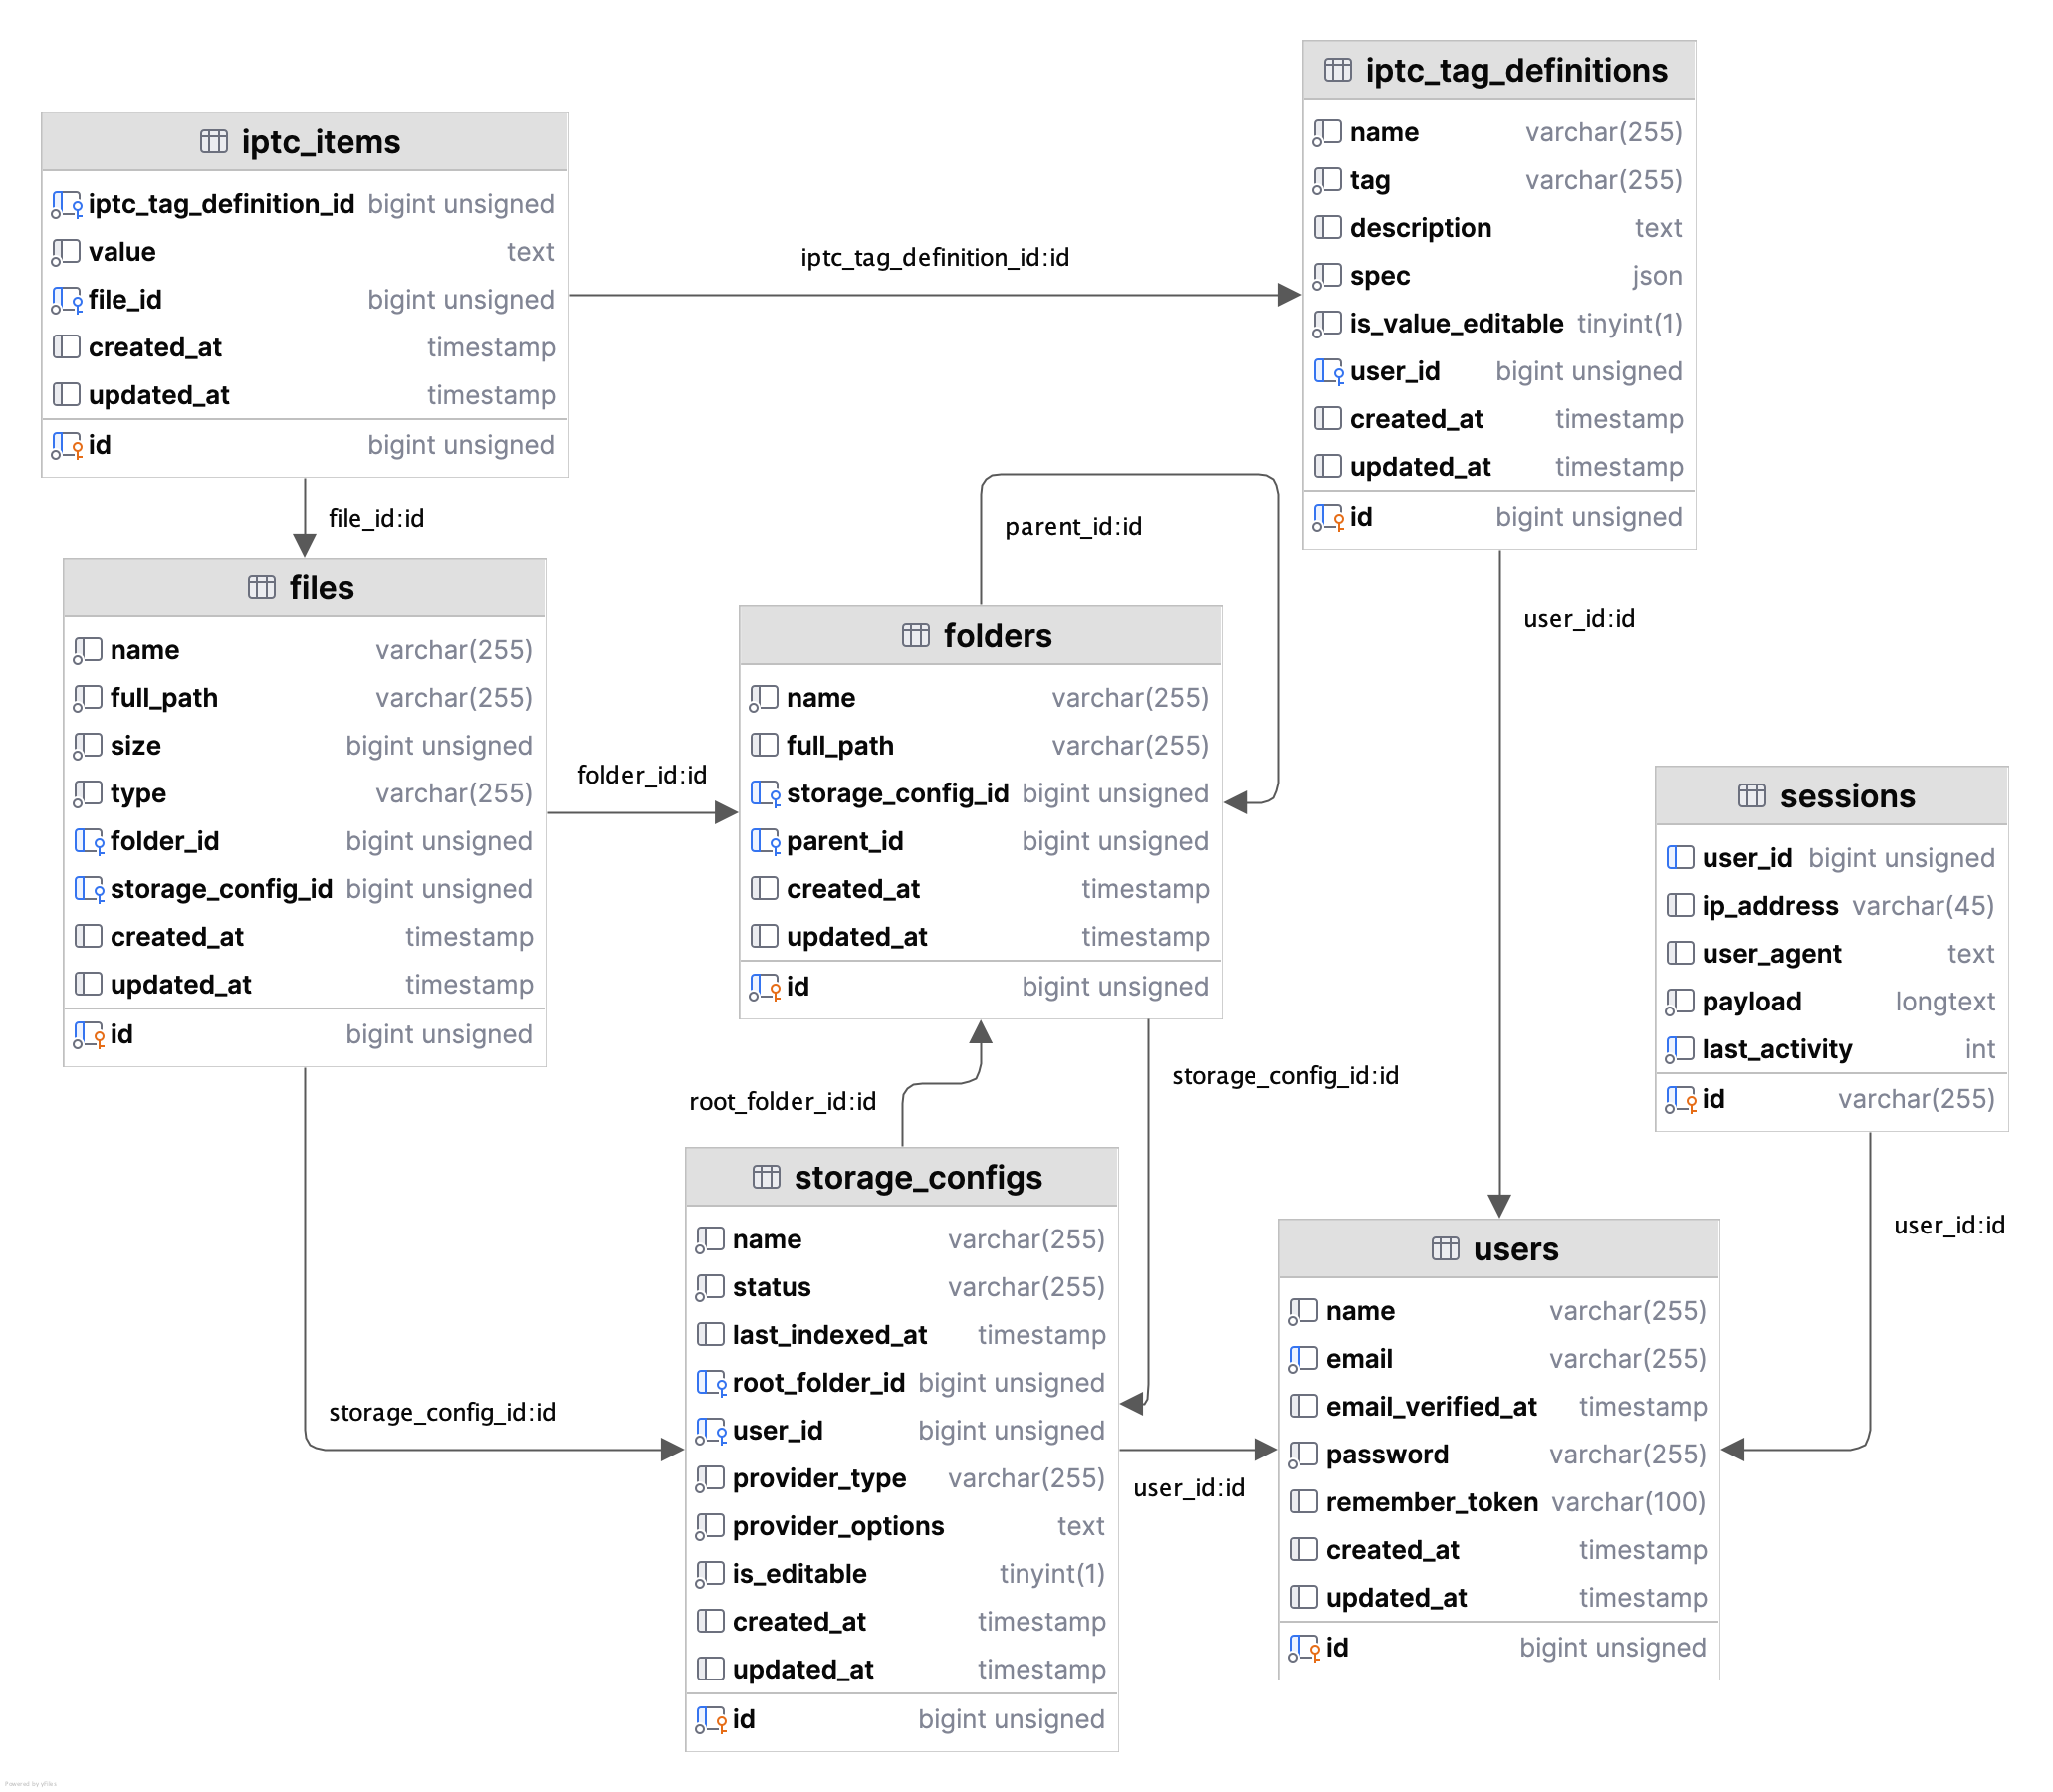 iptc_items
iptc_tag_definition_id bigint unsigned
value text
file_id bigint unsigned
created_at timestamp
updated_at timestamp
id bigint unsigned
iptc_tag_definition_id:id
iptc_tag_definitions
name varchar(255)
tag varchar(255)
description text
spec json
is_value_editable tinyint(1)
user_id bigint unsigned
created_at timestamp
updated_at timestamp
id bigint unsigned
file_id:id
parent_id:id
user_id:id
files
name varchar(255)
full_path varchar(255)
size bigint unsigned
type varchar(255)
folder_id bigint unsigned
storage_config_id bigint unsigned
created_at timestamp
updated_at timestamp
id bigint unsigned
folder_id:id
folders
name varchar(255)
full_path varchar(255)
storage_config_id bigint unsigned
parent_id bigint unsigned
created_at timestamp
updated_at timestamp
id bigint unsigned
sessions
user_id bigint unsigned
ip_address varchar(45)
user_agent text
payload longtext
last_activity int
id varchar(255)
root_folder_id:id
storage_config_id:id
user_id:id
storage_config_id:id
storage_configs
name varchar(255)
status varchar(255)
last_indexed_at timestamp
root_folder_id bigint unsigned
user_id bigint unsigned
provider_type varchar(255)
provider_options text
is_editable tinyint(1)
created_at timestamp
updated_at timestamp
id bigint unsigned
user_id:id
users
name varchar(255)
email varchar(255)
email_verified_at timestamp
password varchar(255)
remember_token varchar(100)
created_at timestamp
updated_at timestamp
id bigint unsigned
Powered by yFiles